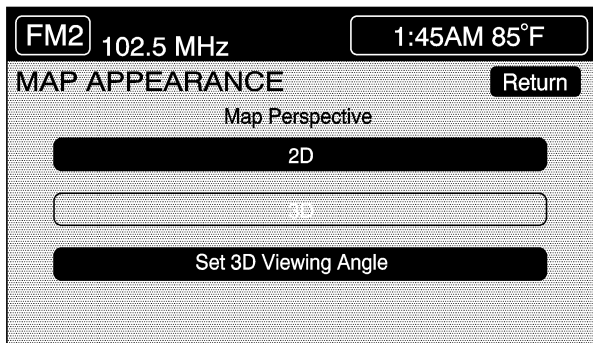 FM2 102.5 MHz 1:45AM 85°F
MAP APPEARANCE Return
Map Perspective
2D
3D
Set 3D Viewing Angle